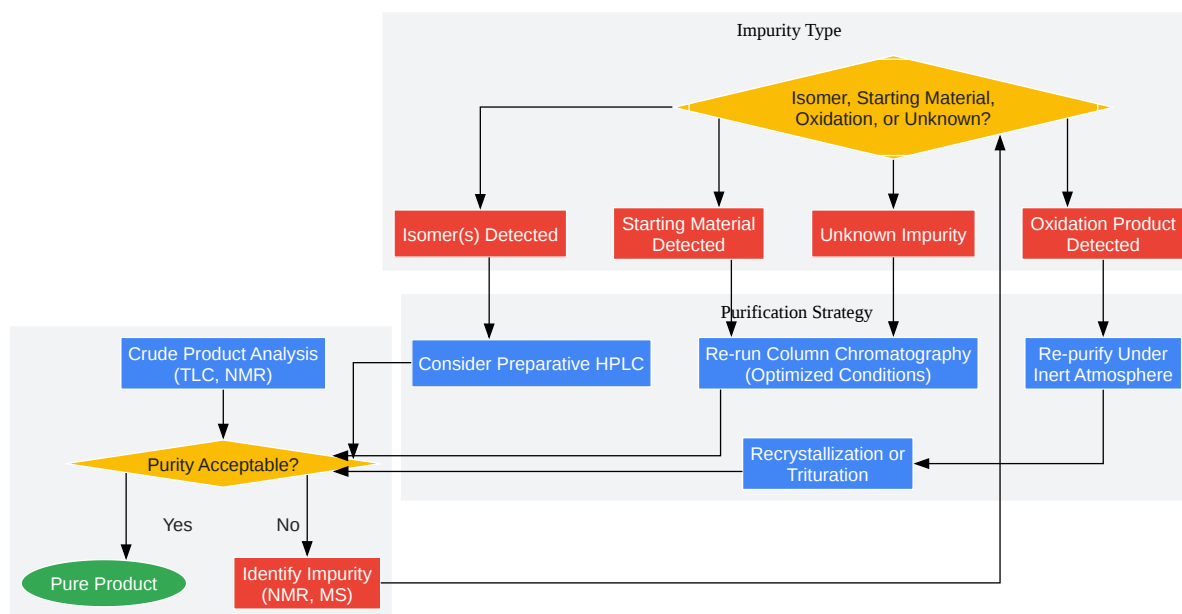 Impurity Type
Isomer, Starting Material,
Oxidation, or Unknown?
Isomer(s) Detected
Starting Material
Detected
Unknown Impurity
Oxidation Product
Detected
Purification Strategy
Crude Product Analysis
(TLC, NMR)
Consider Preparative HPLC
Re-run Column Chromatography
(Optimized Conditions)
Re-purify Under
Inert Atmosphere
Purity Acceptable?
Recrystallization or
Trituration
Yes
No
Pure Product
Identify Impurity
(NMR, MS)